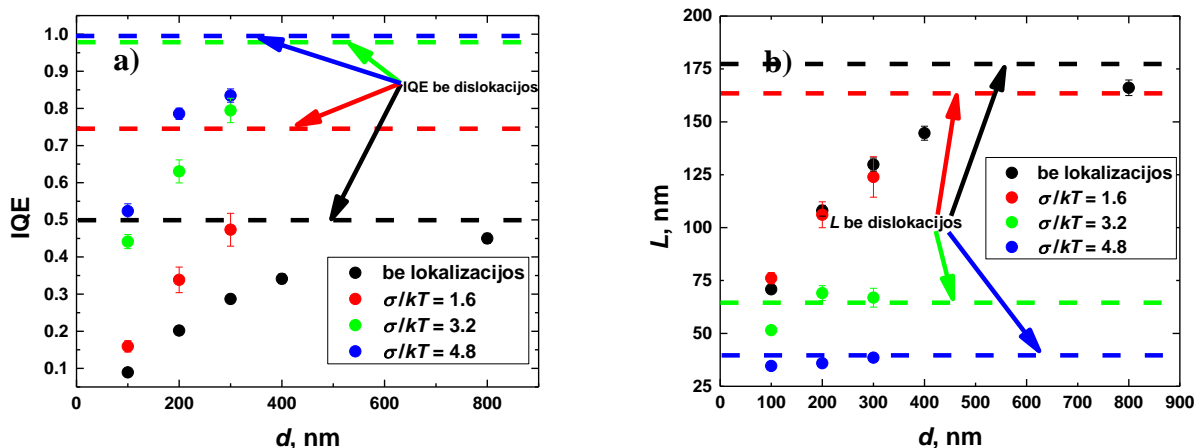 a)
IQE be dislokacijos
1.0
0.9
0.8
0.7
0.6
0.5
0.4
0.3
0.2
0.1
IQE
be lokalizacijos
σ/kT = 1.6
σ/kT = 3.2
σ/kT = 4.8
0 200 400 600 800
d, nm
b)
L be dislokacijos
200
175
150
125
100
75
50
25
L, nm
be lokalizacijos
σ/kT = 1.6
σ/kT = 3.2
σ/kT = 4.8
0 100 200 300 400 500 600 700 800 900
d, nm